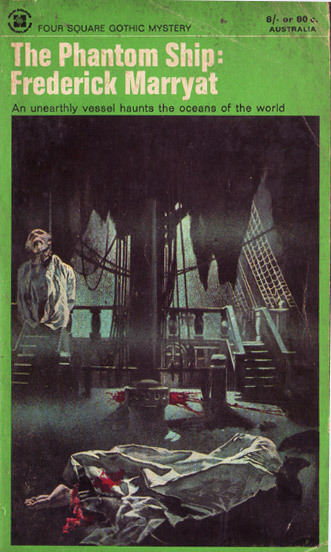 FOUR SQUARE GOTHIC MYSTERY
8/- or 80 c.
AUSTRALIA
The Phantom Ship:
Frederick Marryat
An unearthly vessel haunts the oceans of the world